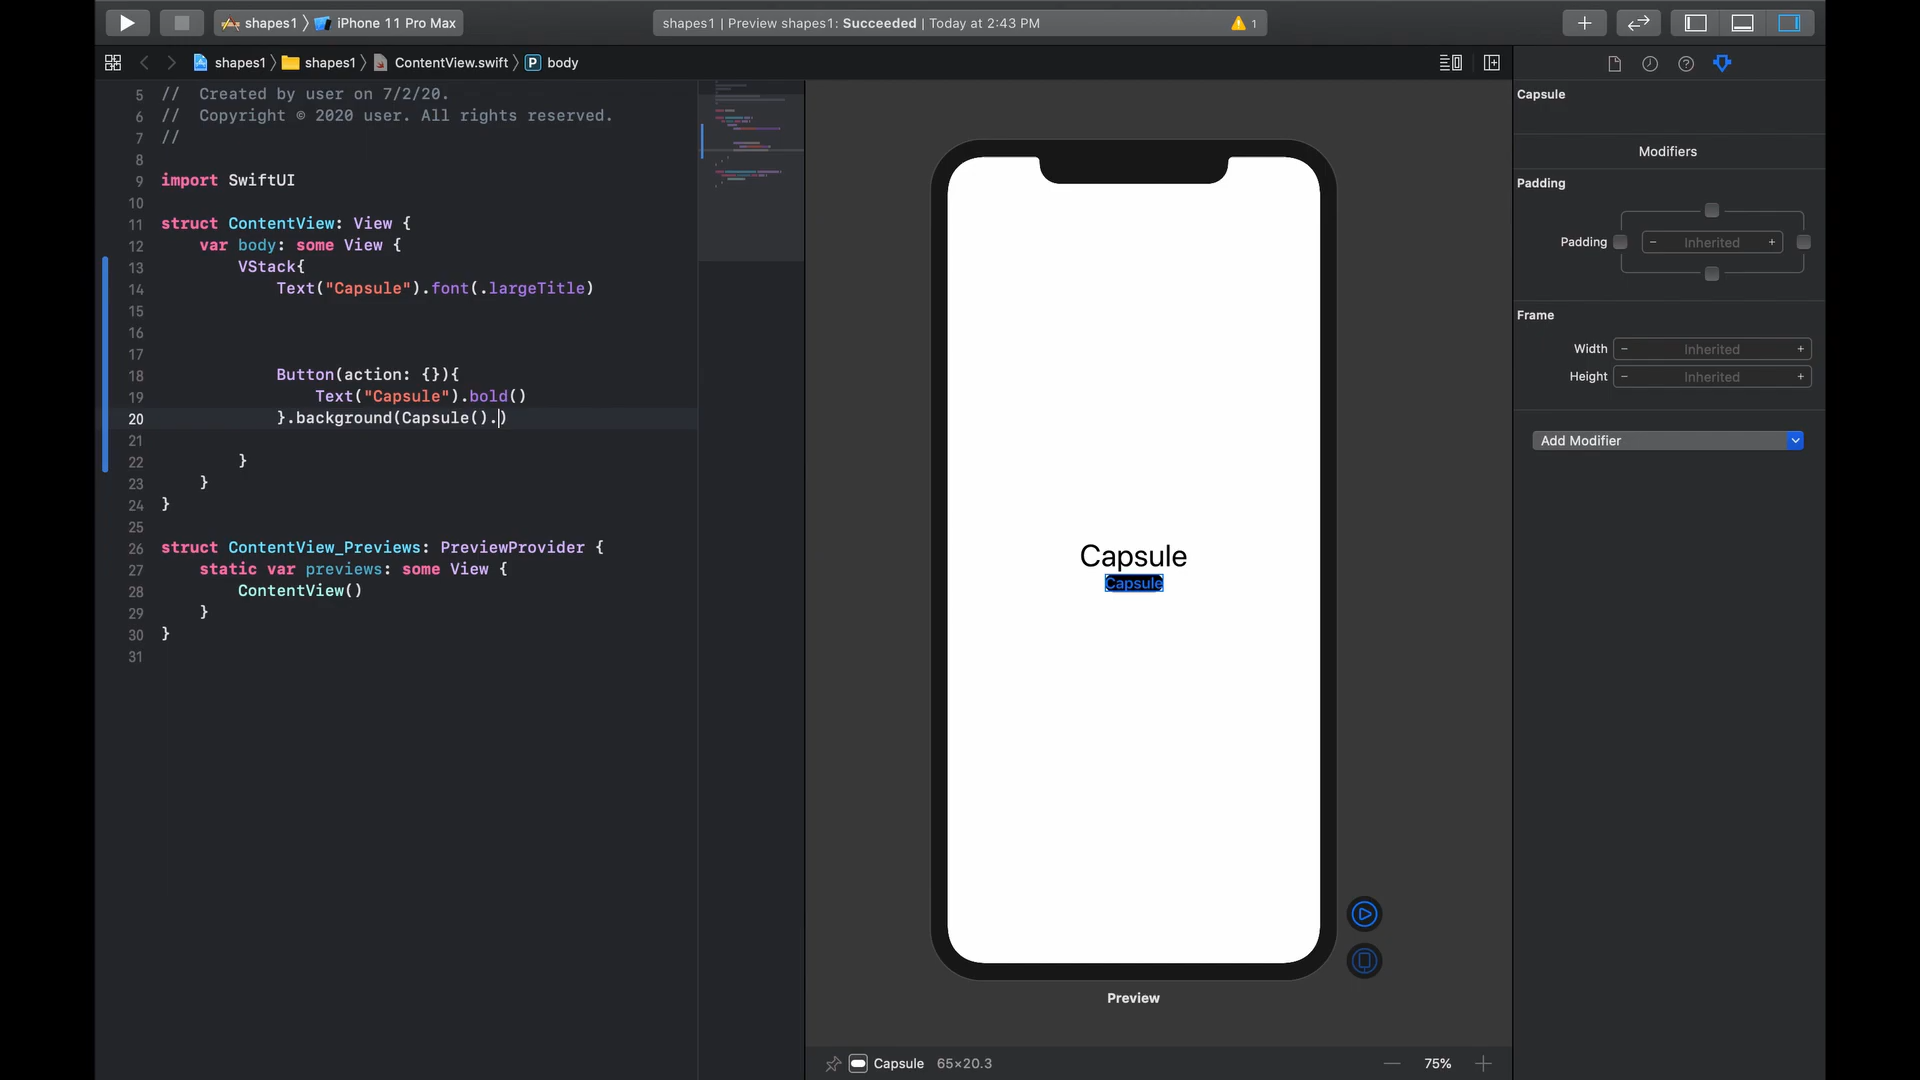 shapes1 〉 iPhone 11 Pro Max
shapes1 | Preview shapes1: Succeeded | Today at 2:43 PM
1
shapes1 〉 shapes1 〉 ContentView.swift 〉 P body
5 //  Created by user on 7/2/20.
6 //  Copyright © 2020 user. All rights reserved.
7 //
8
9 import SwiftUI
10
11 struct ContentView: View {
12     var body: some View {
13         VStack{
14             Text("Capsule").font(.largeTitle)
15
16
17
18             Button(action: {}){
19                 Text("Capsule").bold()
20             }.background(Capsule().)
21
22         }
23     }
24 }
25
26 struct ContentView_Previews: PreviewProvider {
27     static var previews: some View {
28         ContentView()
29     }
30 }
31
Capsule
Capsule
Preview
Capsule 65×20.3
75%
Capsule
Modifiers
Padding
Padding − Inherited +
Frame
Width − Inherited +
Height − Inherited +
Add Modifier